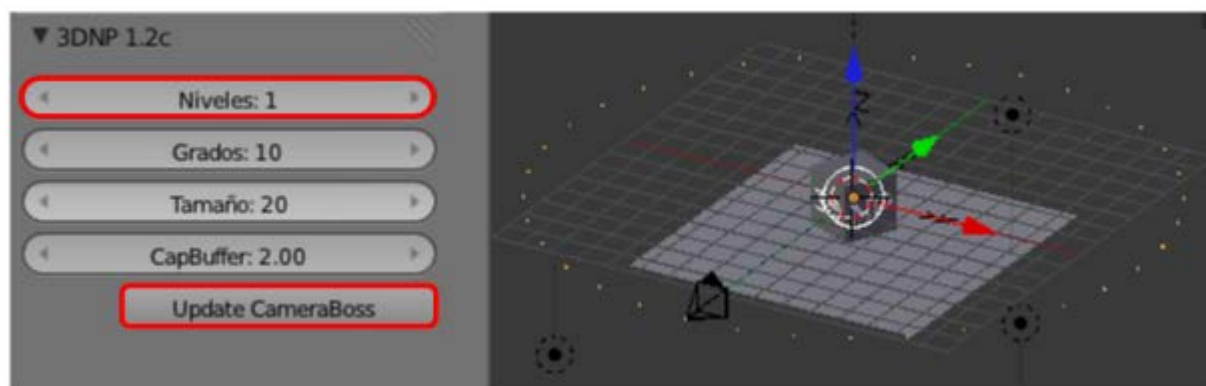 3DNP 1.2c
Niveles: 1
Grados: 10
Tamaño: 20
CapBuffer: 2.00
Update CameraBoss
Z